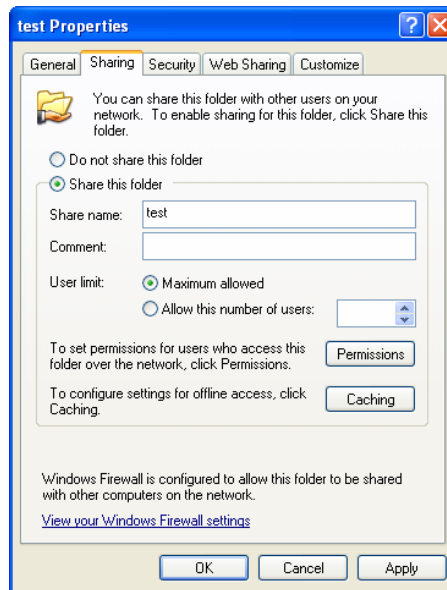 test Properties
General Sharing Security Web Sharing Customize
You can share this folder with other users on your
network. To enable sharing for this folder, click Share this
folder.
Do not share this folder
Share this folder
Share name: test
Comment:
User limit: Maximum allowed
Allow this number of users:
To set permissions for users who access this
folder over the network, click Permissions.
Permissions
To configure settings for offline access, click
Caching.
Caching
Windows Firewall is configured to allow this folder to be shared
with other computers on the network.
View your Windows Firewall settings
OK Cancel Apply